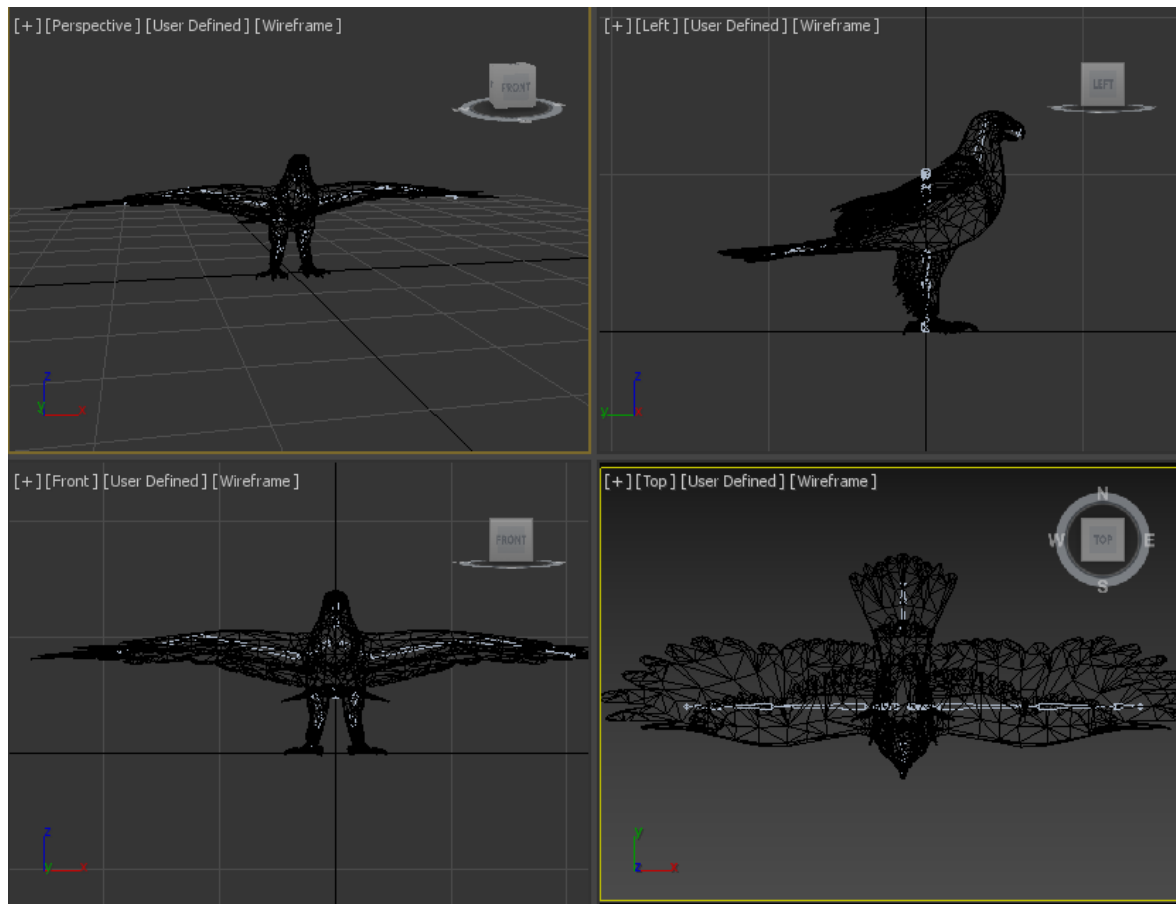 [+] [Perspective] [User Defined] [Wireframe]
FRONT
z
y
x
[+] [Left] [User Defined] [Wireframe]
LEFT
z
y
x
[+] [Front] [User Defined] [Wireframe]
FRONT
z
y
x
[+] [Top] [User Defined] [Wireframe]
N
W TOP E
S
y
z
x